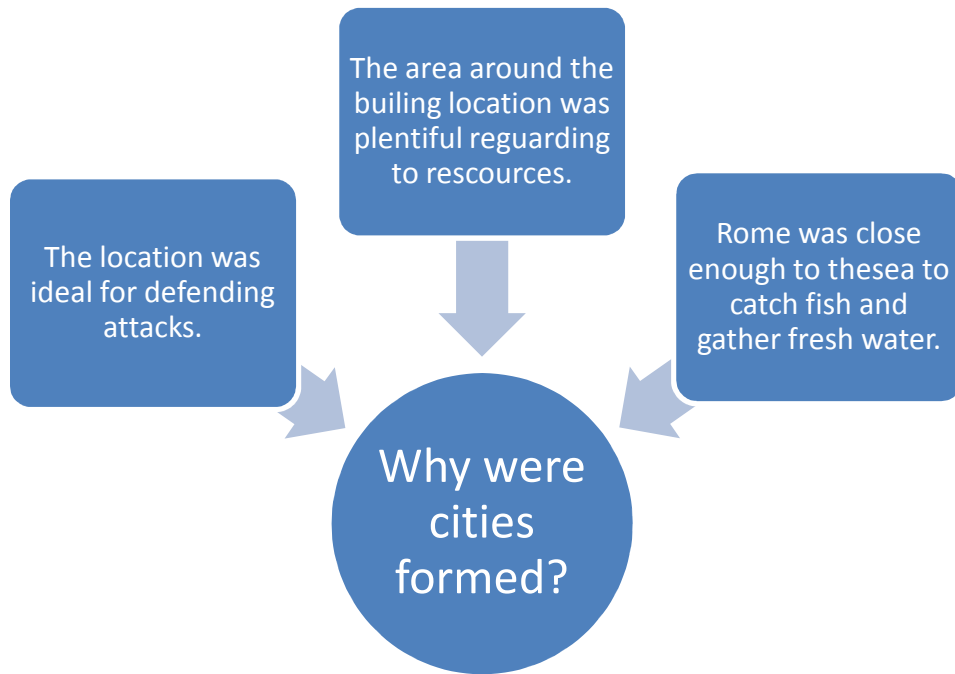 The location was
ideal for defending
attacks.
The area around the
builing location was
plentiful reguarding
to rescources.
Rome was close
enough to thesea to
catch fish and
gather fresh water.
Why were
cities
formed?